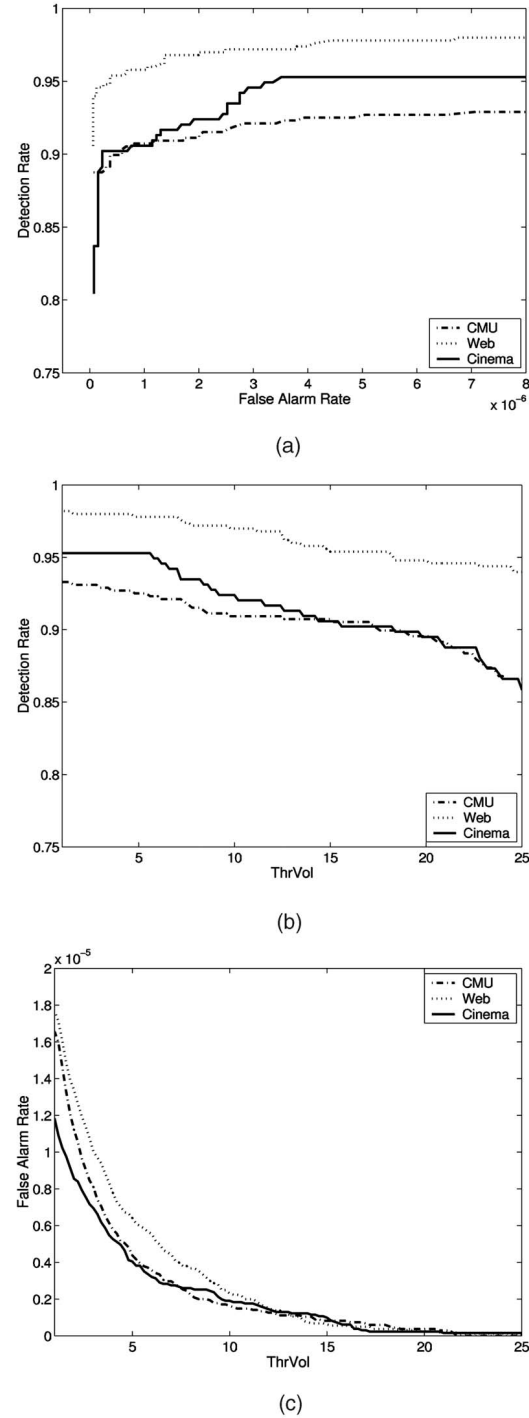 1
0.95
0.9
0.85
0.8
0.75
Detection Rate
0 1 2 3 4 5 6 7 8
False Alarm Rate
x 10⁻⁶
CMU
Web
Cinema
(a)
1
0.95
0.9
0.85
0.8
0.75
Detection Rate
5 10 15 20 25
ThrVol
CMU
Web
Cinema
(b)
x 10⁻⁵
2
1.8
1.6
1.4
1.2
1
0.8
0.6
0.4
0.2
0
False Alarm Rate
5 10 15 20 25
ThrVol
CMU
Web
Cinema
(c)